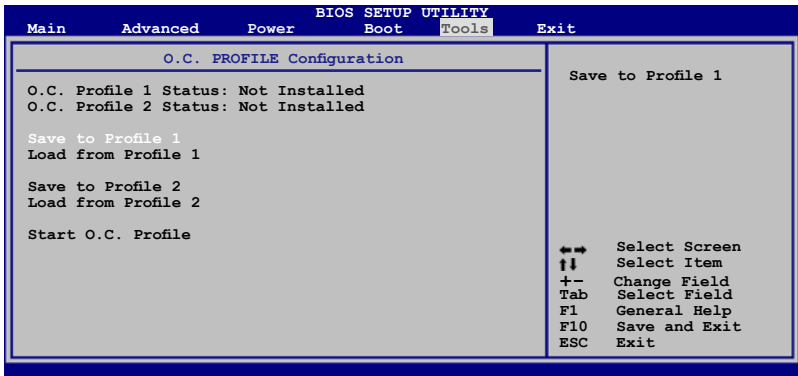 BIOS SETUP UTILITY
Main Advanced Power Boot Tools Exit
O.C. PROFILE Configuration
O.C. Profile 1 Status: Not Installed
O.C. Profile 2 Status: Not Installed
Save to Profile 1
Load from Profile 1
Save to Profile 2
Load from Profile 2
Start O.C. Profile
Save to Profile 1
←→ Select Screen
↑↓ Select Item
+- Change Field
Tab Select Field
F1 General Help
F10 Save and Exit
ESC Exit